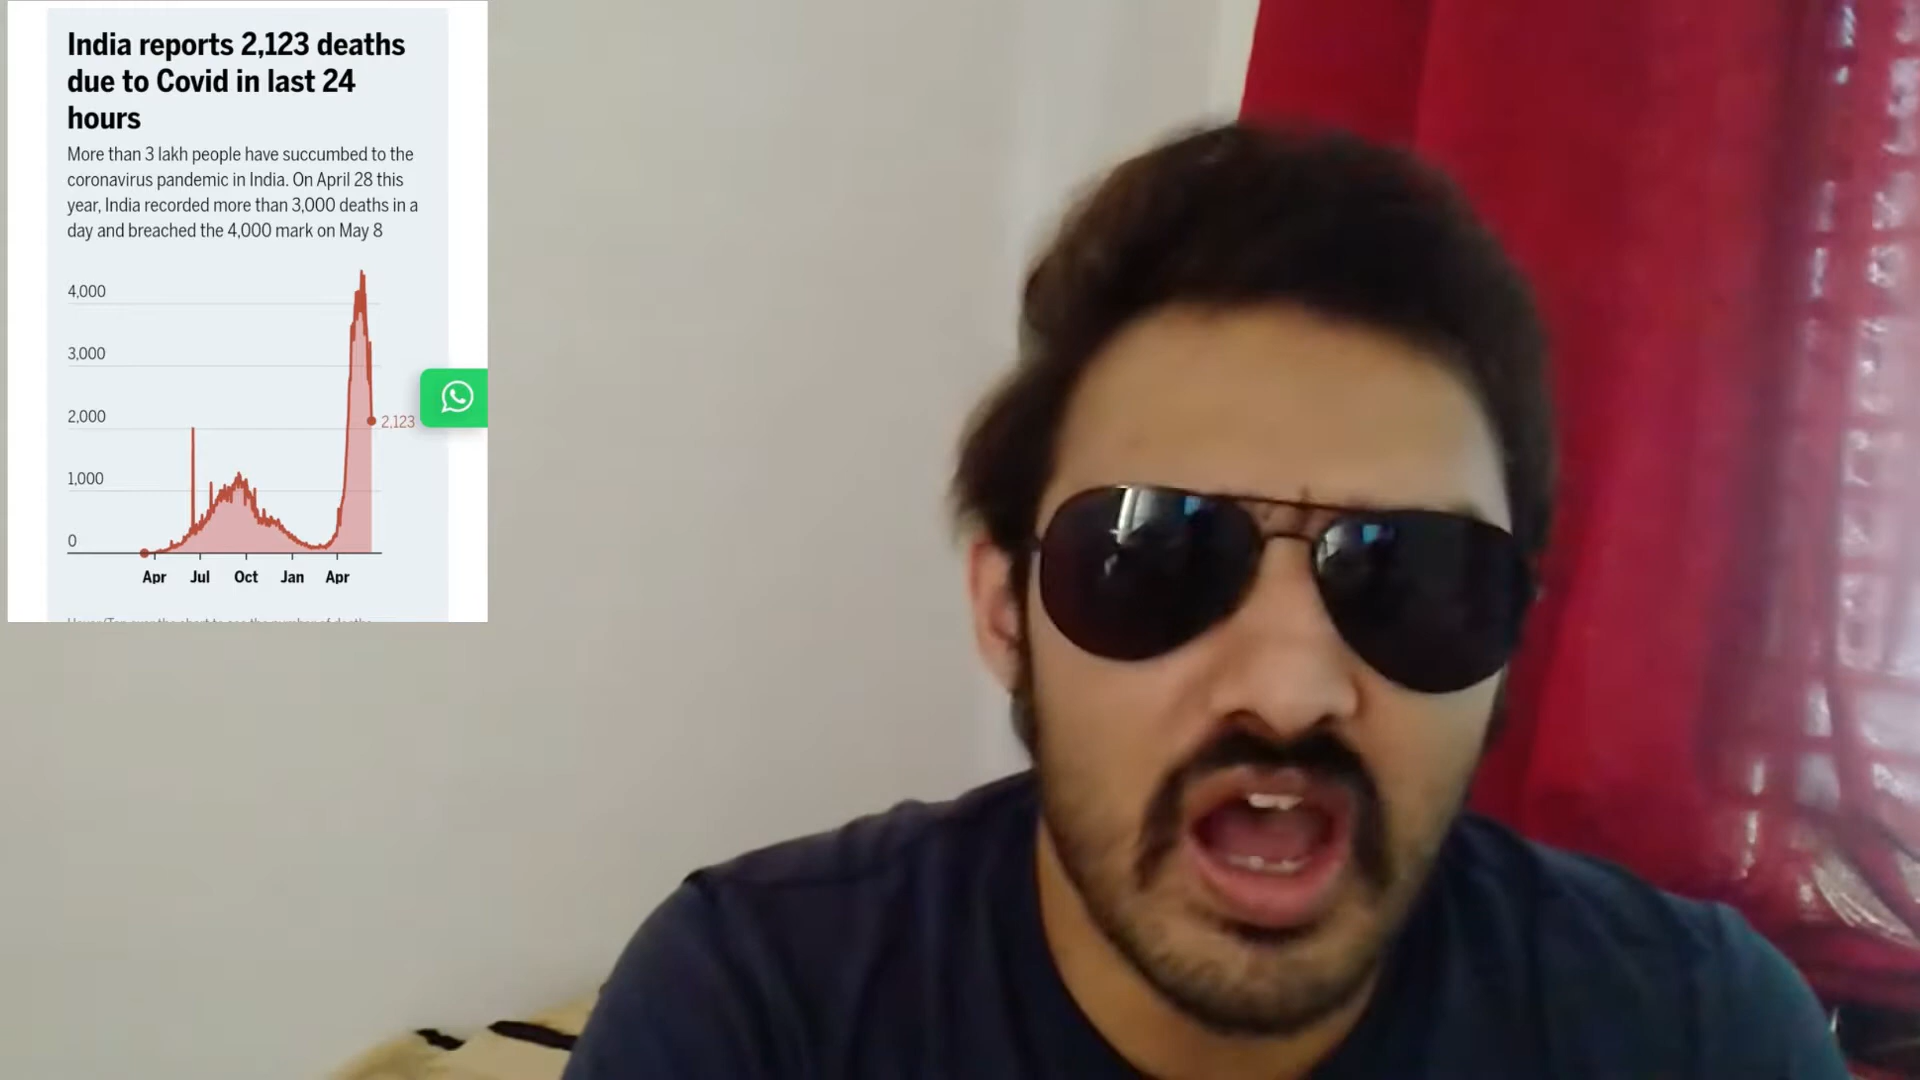 India reports 2,123 deaths
due to Covid in last 24
hours
More than 3 lakh people have succumbed to the
coronavirus pandemic in India. On April 28 this
year, India recorded more than 3,000 deaths in a
day and breached the 4,000 mark on May 8
4,000
3,000
2,000
2,123
1,000
0
Apr Jul Oct Jan Apr